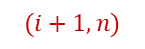 (i + 1, n)